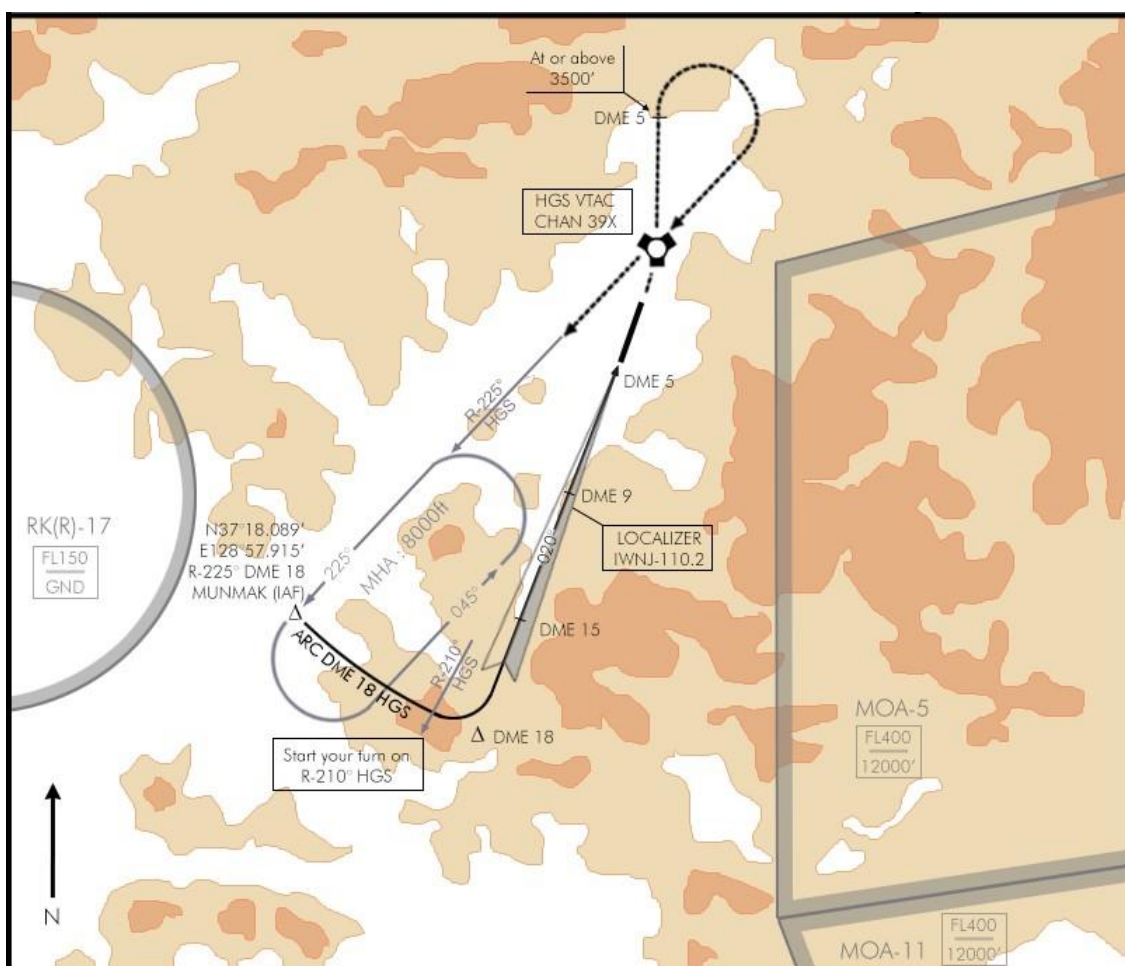 At or above
3500'
DME 5
HGS VTAC
CHAN 39X
DME 5
R-225°
HGS
RK(R)-17
FL150
GND
N37°18.089'
E128°57.915'
R-225° DME 18
MUNMAK (IAF)
225°
MHA : 8000ft
045°
DME 9
020°
LOCALIZER
IWNJ-110.2
DME 15
ARC DME 18 HGS
R-210°
HGS
DME 18
Start your turn on
R-210° HGS
MOA-5
FL400
12000'
N
MOA-11
FL400
12000'